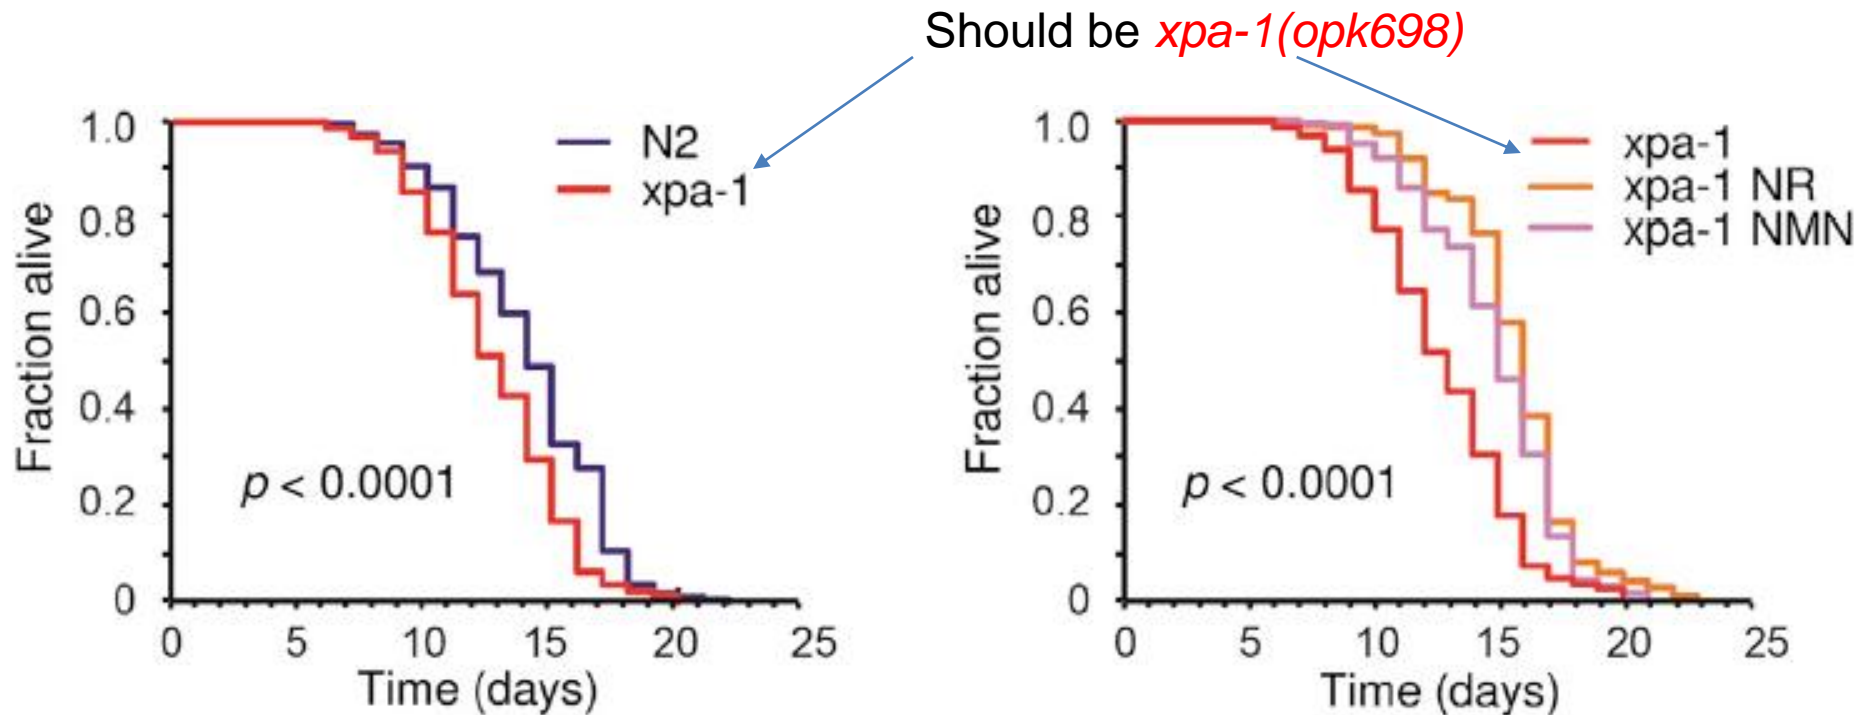 Should be xpa-1(opk698)
1.0
0.8
0.6
0.4
0.2
0
Fraction alive
N2
xpa-1
p < 0.0001
0 5 10 15 20 25
Time (days)
1.0
0.8
0.6
0.4
0.2
0
Fraction alive
xpa-1
xpa-1 NR
xpa-1 NMN
p < 0.0001
0 5 10 15 20 25
Time (days)